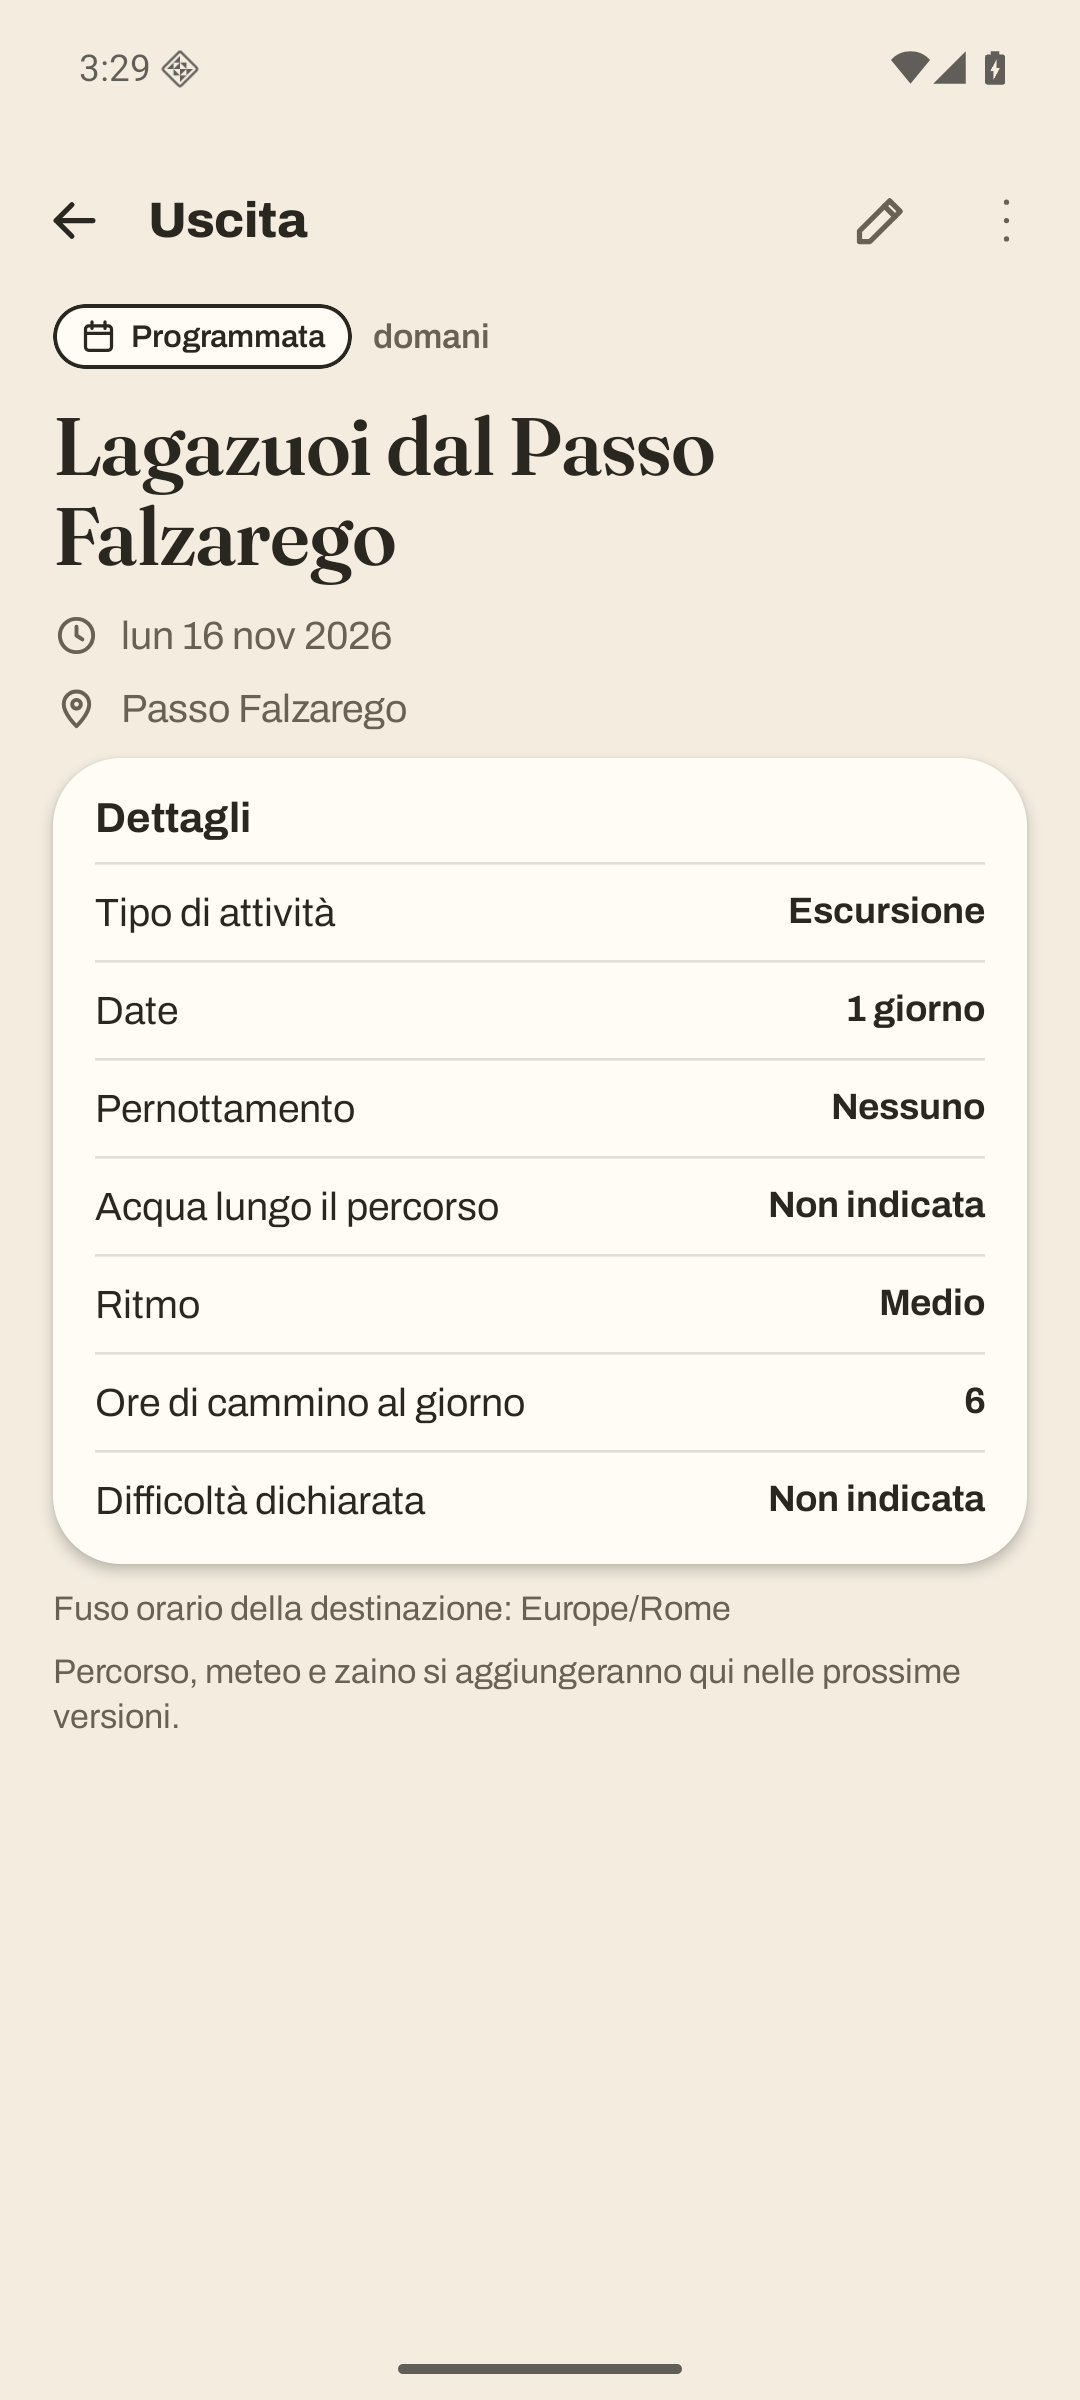 3:29
Uscita
Programmata domani
Lagazuoi dal Passo
Falzarego
lun 16 nov 2026
Passo Falzarego
Dettagli
Tipo di attività Escursione
Date 1 giorno
Pernottamento Nessuno
Acqua lungo il percorso Non indicata
Ritmo Medio
Ore di cammino al giorno 6
Difficoltà dichiarata Non indicata
Fuso orario della destinazione: Europe/Rome
Percorso, meteo e zaino si aggiungeranno qui nelle prossime
versioni.